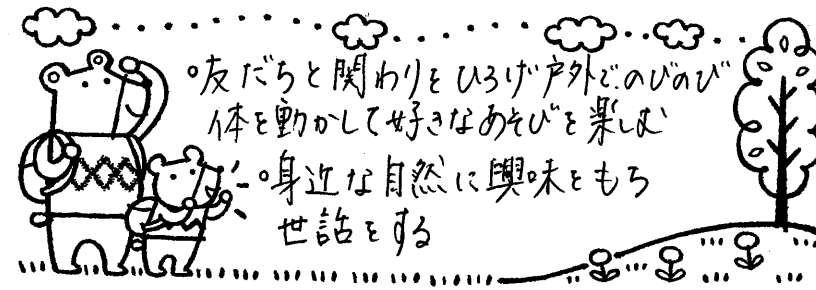 °友だちと関わりをひろげ戸外で、のびのび
体を動かして好きなあそびを楽しむ
°身近な自然に興味をもち
世話をする